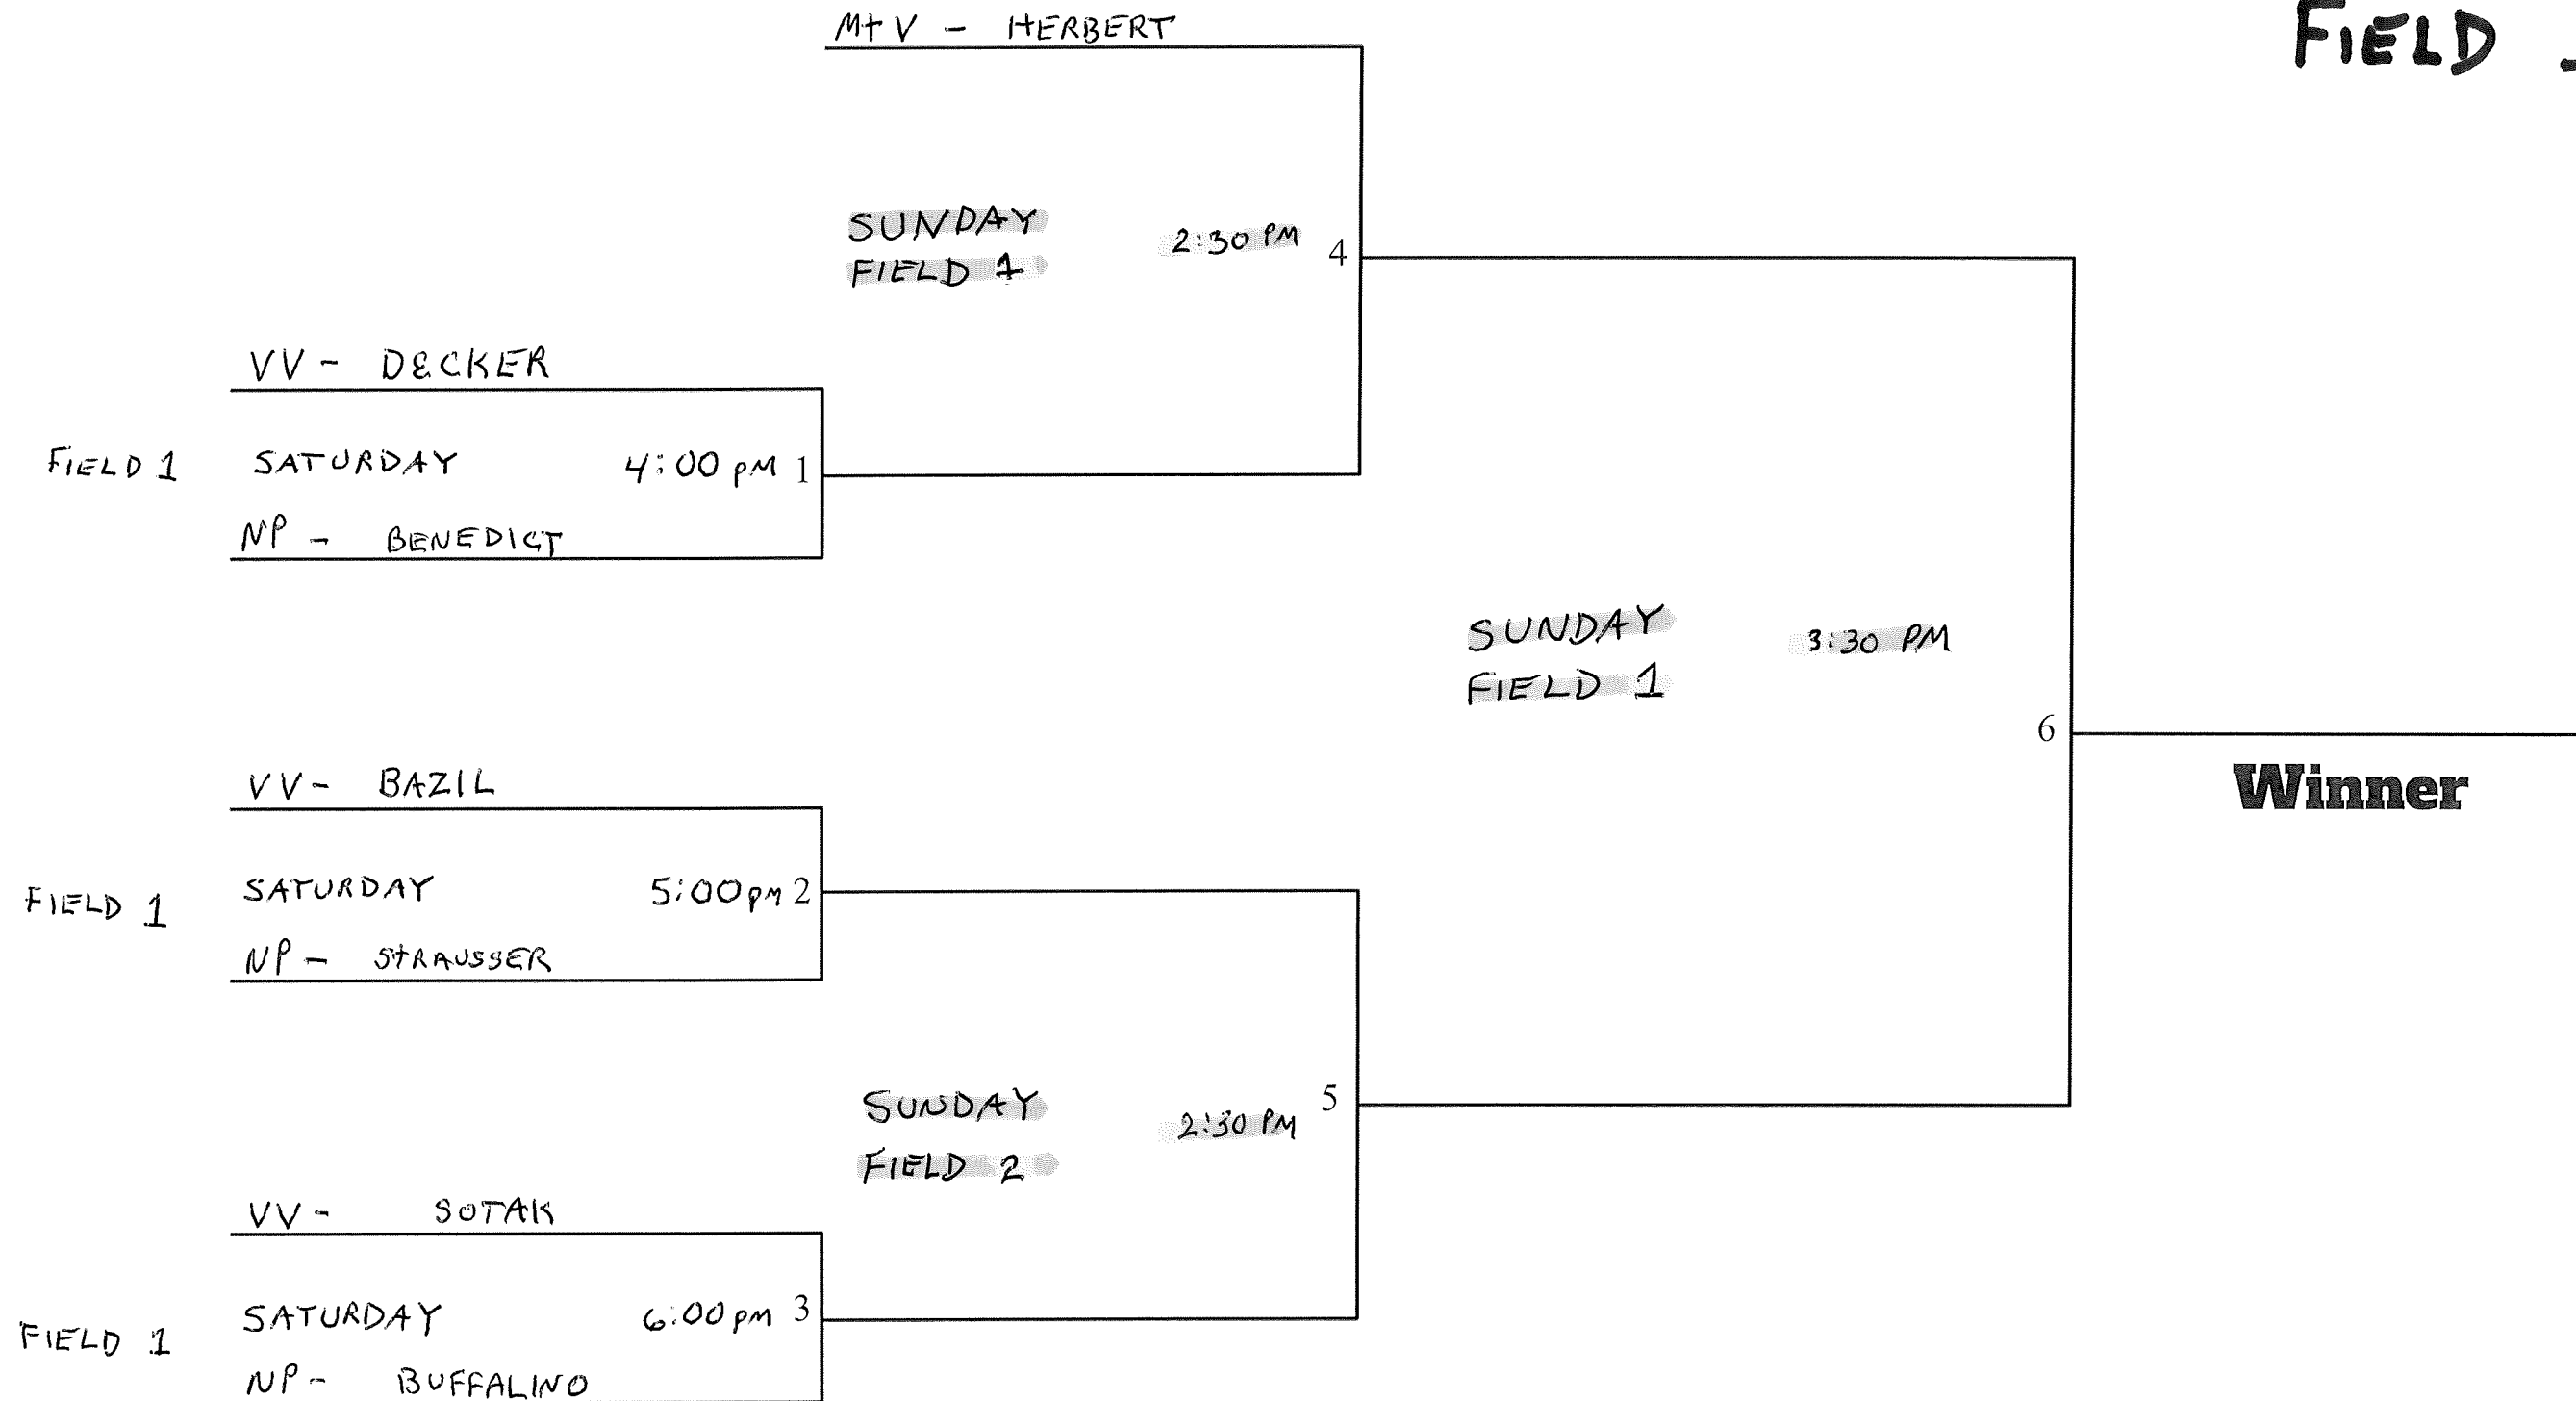 MtV - HERBERT
FIELD
SUNDAY
FIELD 1
2:30 PM 4
VV - DECKER
FIELD 1 SATURDAY 4:00 PM 1
NP - BENEDICT
SUNDAY
FIELD 1
3:30 PM
6
Winner
VV - BAZIL
FIELD 1 SATURDAY 5:00 PM 2
NP - STRAUSSER
SUNDAY
FIELD 2
2:30 PM 5
VV - SOTAK
FIELD 1 SATURDAY 6:00 PM 3
NP - BUFFALINO